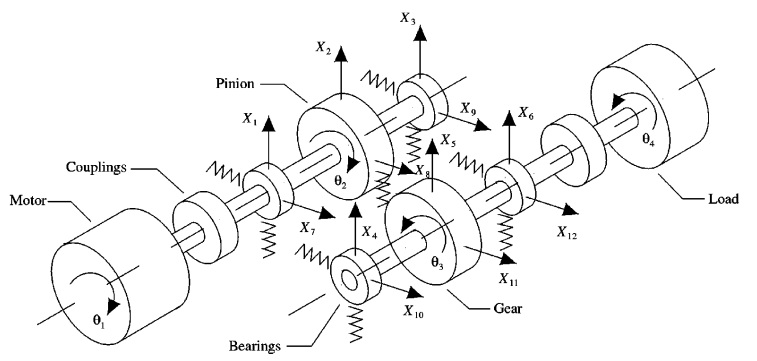 X3
X2
Pinion
X9
X6
X1
X5
θ4
Couplings
θ2
X8
Motor
Load
X7
X4
X12
θ3
X11
X10
Gear
θ1
Bearings